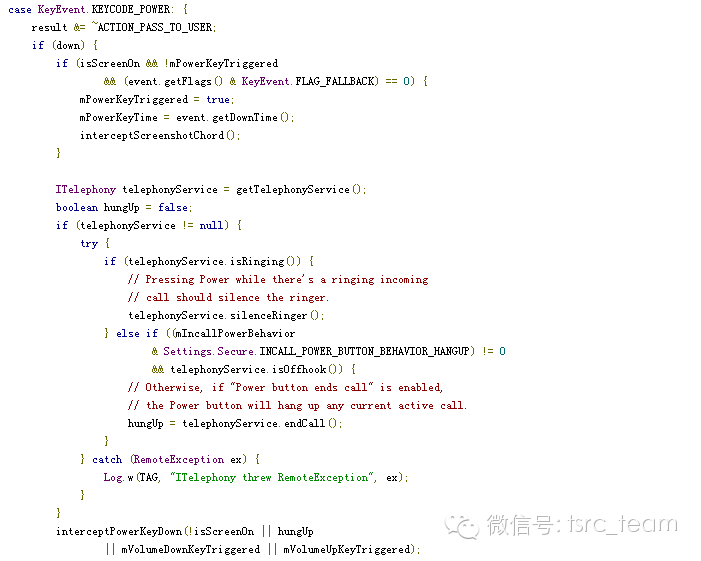 case KeyEvent.KEYCODE_POWER: {
result &= ~ACTION_PASS_TO_USER;
if (down) {
if (isScreenOn && !mPowerKeyTriggered
&& (event.getFlags() & KeyEvent.FLAG_FALLBACK) == 0) {
mPowerKeyTriggered = true;
mPowerKeyTime = event.getDownTime();
interceptScreenshotChord();
}
ITelephony telephonyService = getTelephonyService();
boolean hungUp = false;
if (telephonyService != null) {
try {
if (telephonyService.isRinging()) {
// Pressing Power while there's a ringing incoming
// call should silence the ringer.
telephonyService.silenceRinger();
} else if ((mIncallPowerBehavior
& Settings.Secure.INCALL_POWER_BUTTON_BEHAVIOR_HANGUP) != 0
&& telephonyService.isOffhook()) {
// Otherwise, if "Power button ends call" is enabled,
// the Power button will hang up any current active call.
hungUp = telephonyService.endCall();
}
} catch (RemoteException ex) {
Log.w(TAG, "ITelephony threw RemoteException", ex);
}
}
interceptPowerKeyDown(!isScreenOn || hungUp
|| mVolumeDownKeyTriggered || mVolumeUpKeyTriggered);
微信号: tsrc_team